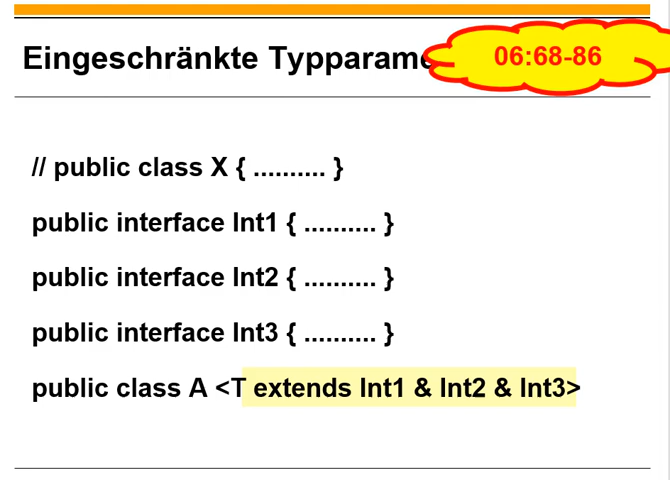 Eingeschränkte Typparame
06:68-86
// public class X { .......... }
public interface Int1 { .......... }
public interface Int2 { .......... }
public interface Int3 { .......... }
public class A <T extends Int1 & Int2 & Int3>